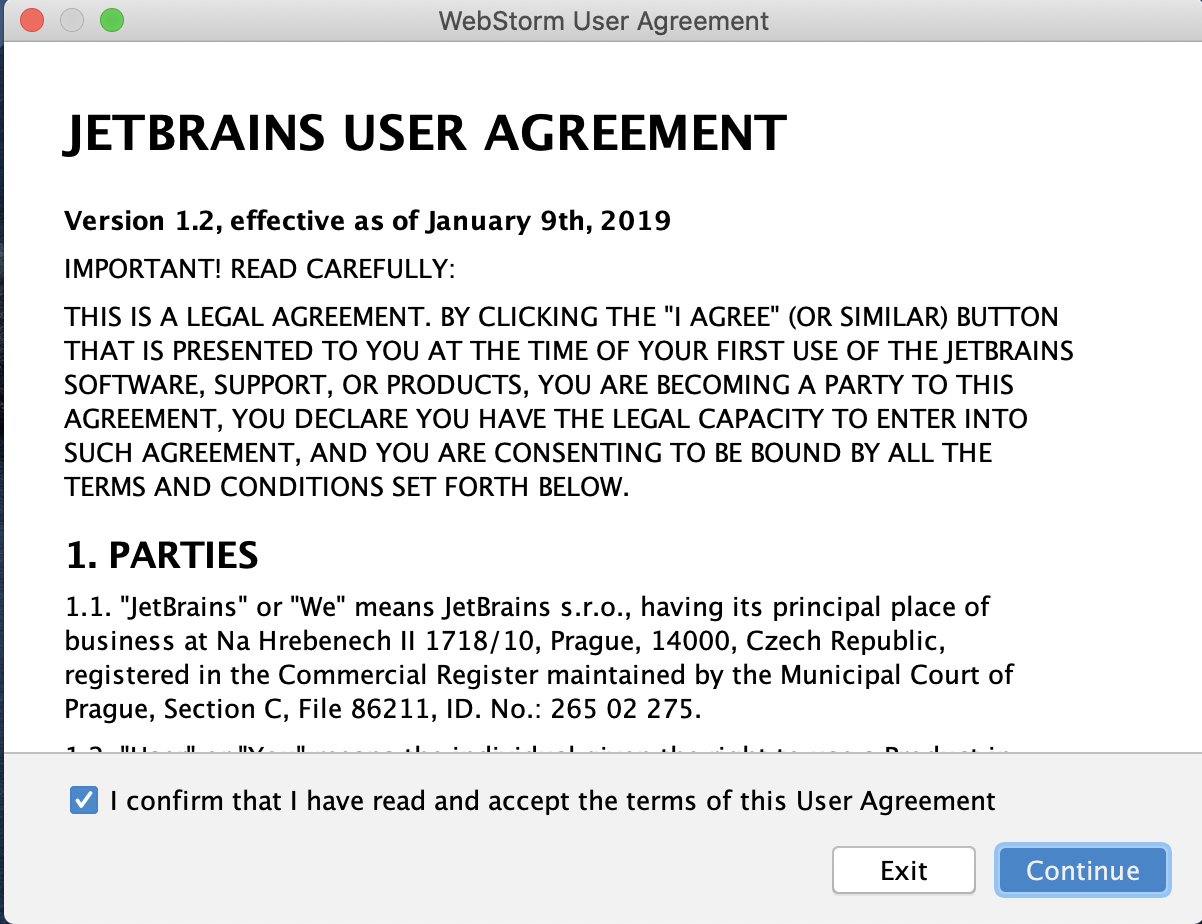 WebStorm User Agreement
JETBRAINS USER AGREEMENT
Version 1.2, effective as of January 9th, 2019
IMPORTANT! READ CAREFULLY:
THIS IS A LEGAL AGREEMENT. BY CLICKING THE "I AGREE" (OR SIMILAR) BUTTON
THAT IS PRESENTED TO YOU AT THE TIME OF YOUR FIRST USE OF THE JETBRAINS
SOFTWARE, SUPPORT, OR PRODUCTS, YOU ARE BECOMING A PARTY TO THIS
AGREEMENT, YOU DECLARE YOU HAVE THE LEGAL CAPACITY TO ENTER INTO
SUCH AGREEMENT, AND YOU ARE CONSENTING TO BE BOUND BY ALL THE
TERMS AND CONDITIONS SET FORTH BELOW.
1. PARTIES
1.1. "JetBrains" or "We" means JetBrains s.r.o., having its principal place of
business at Na Hrebenech II 1718/10, Prague, 14000, Czech Republic,
registered in the Commercial Register maintained by the Municipal Court of
Prague, Section C, File 86211, ID. No.: 265 02 275.
I confirm that I have read and accept the terms of this User Agreement
Exit
Continue